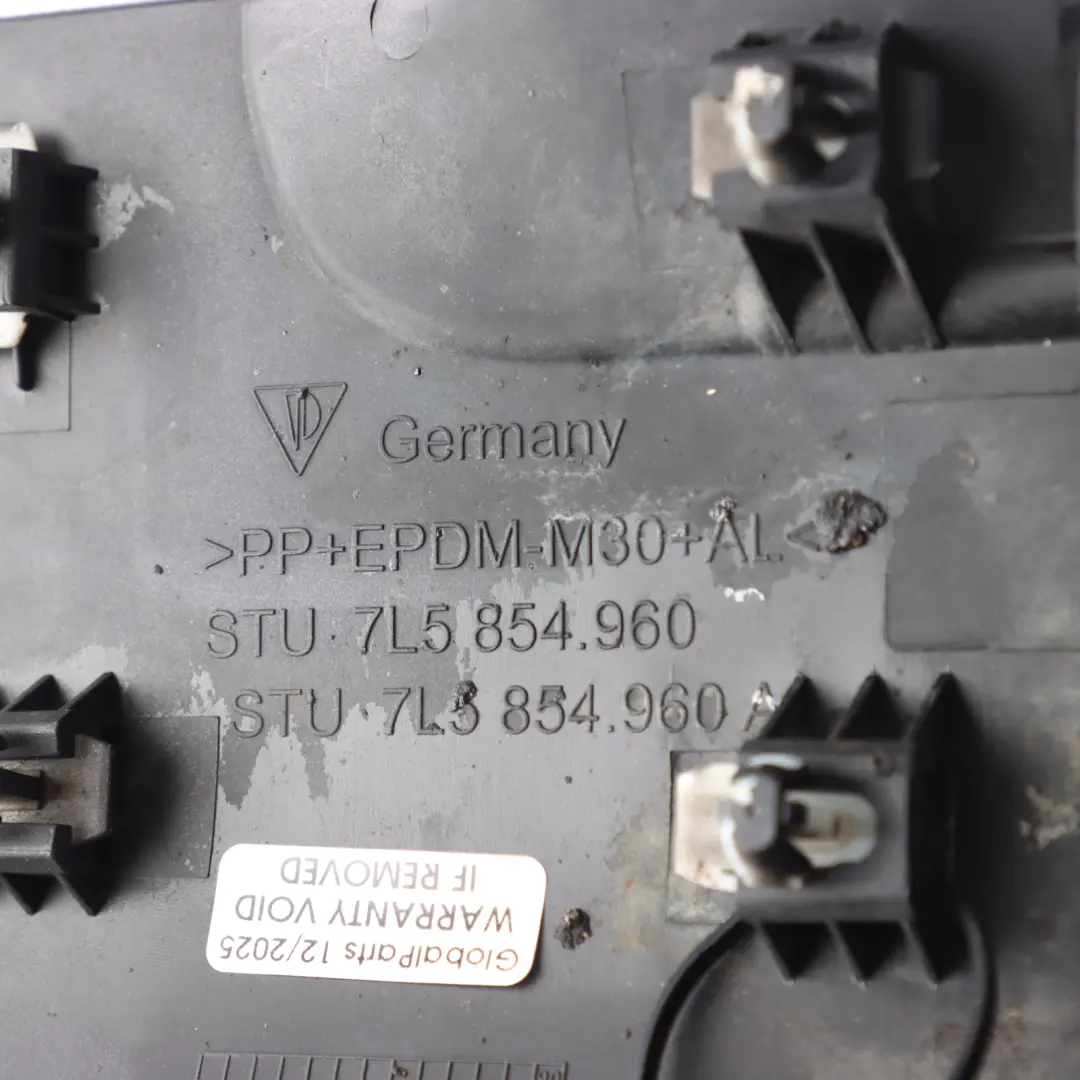 Germany
>PP+EPDM-M30+AL<
STU 7L5 854.960
STU 7L5 854.960 A
GlobalParts 12/2025
WARRANTY VOID
IF REMOVED